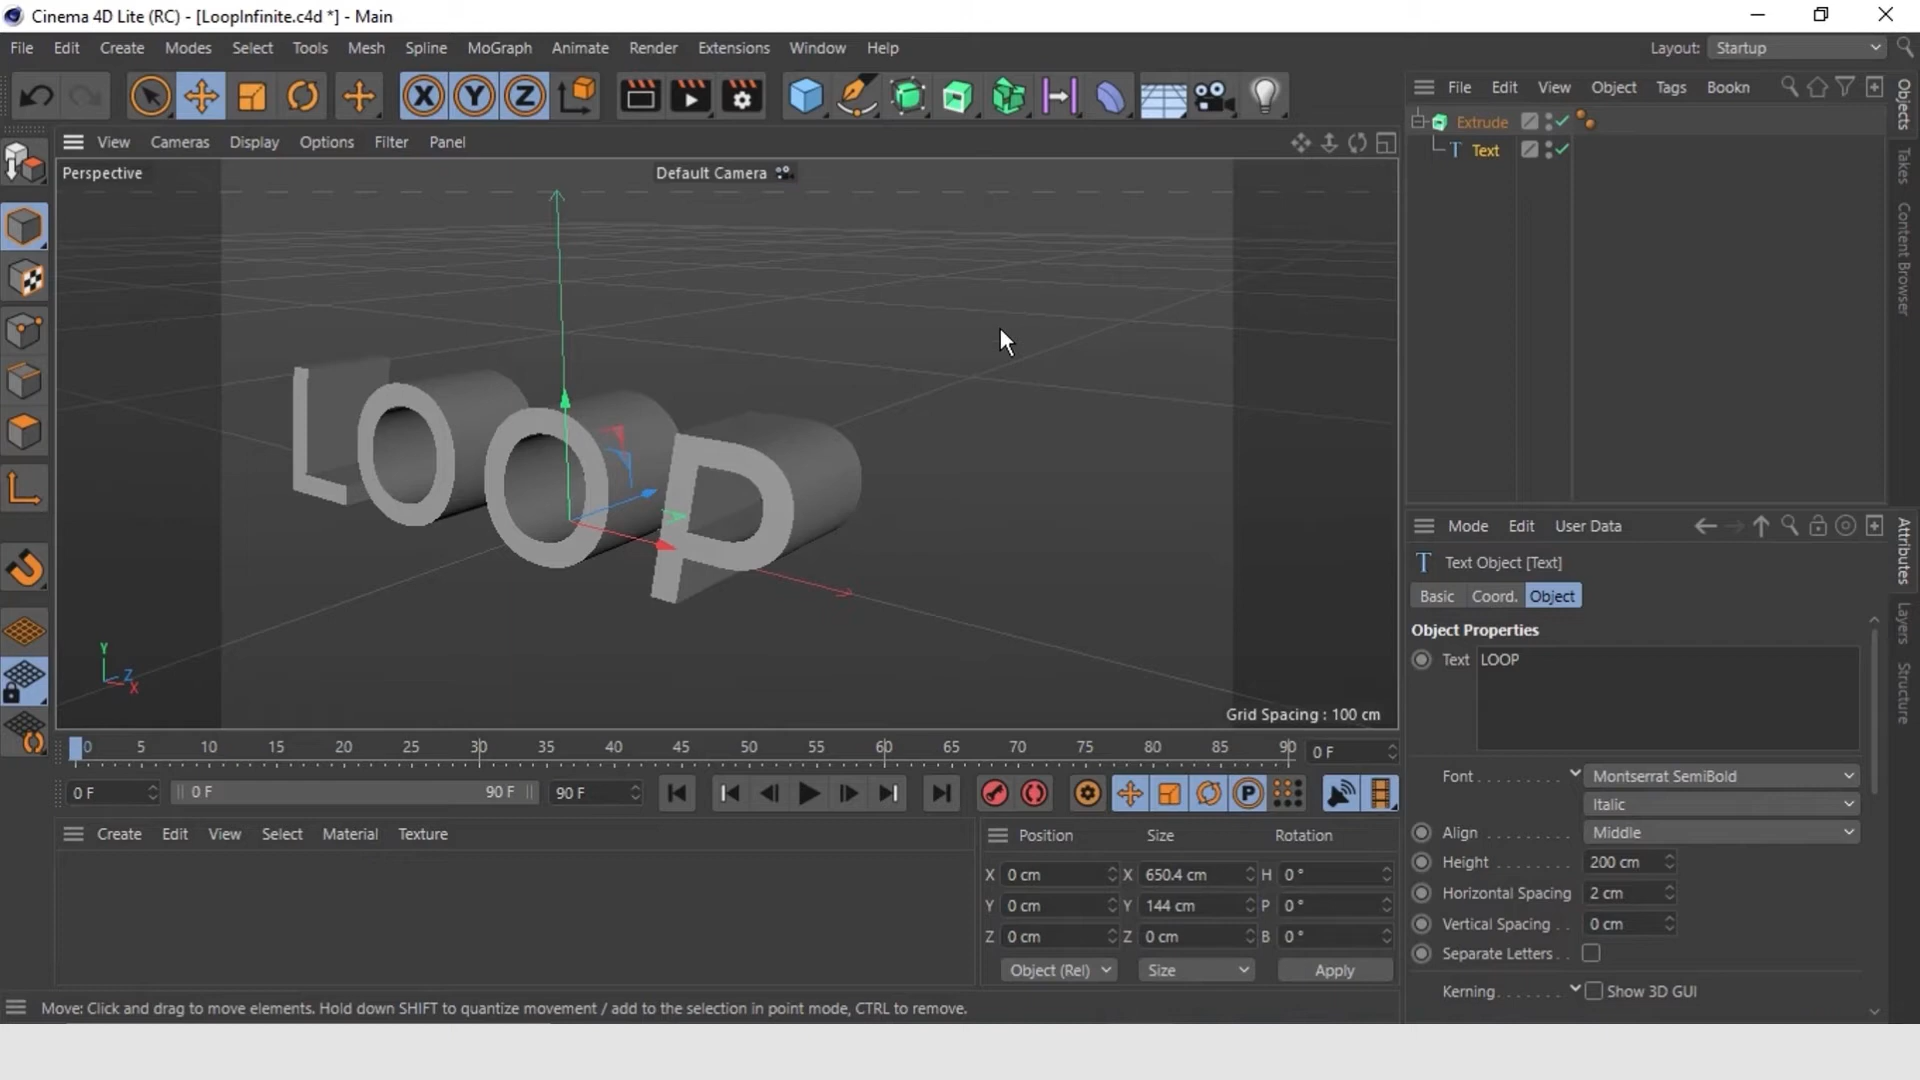 Cinema 4D Lite (RC) - [LoopInfinite.c4d *] - Main
File Edit Create Modes Select Tools Mesh Spline MoGraph Animate Render Extensions Window Help Layout: Startup
X Y Z
File Edit View Object Tags Bookn
View Cameras Display Options Filter Panel
Extrude
Text
Objects
Takes
Content Browser
Perspective
Default Camera
LOOP
Y
Z
X
Grid Spacing : 100 cm
Mode Edit User Data
Text Object [Text]
Basic Coord. Object
Object Properties
Text LOOP
Font Montserrat SemiBold
Italic
Align Middle
Height 200 cm
Horizontal Spacing 2 cm
Vertical Spacing 0 cm
Separate Letters
Kerning Show 3D GUI
Attributes
Layers
Structure
0 5 10 15 20 25 30 35 40 45 50 55 60 65 70 75 80 85 90 0 F
0 F 0 F 90 F 90 F P
Create Edit View Select Material Texture
Position Size Rotation
X 0 cm X 650.4 cm H 0 °
Y 0 cm Y 144 cm P 0 °
Z 0 cm Z 0 cm B 0 °
Object (Rel) Size Apply
Move: Click and drag to move elements. Hold down SHIFT to quantize movement / add to the selection in point mode, CTRL to remove.